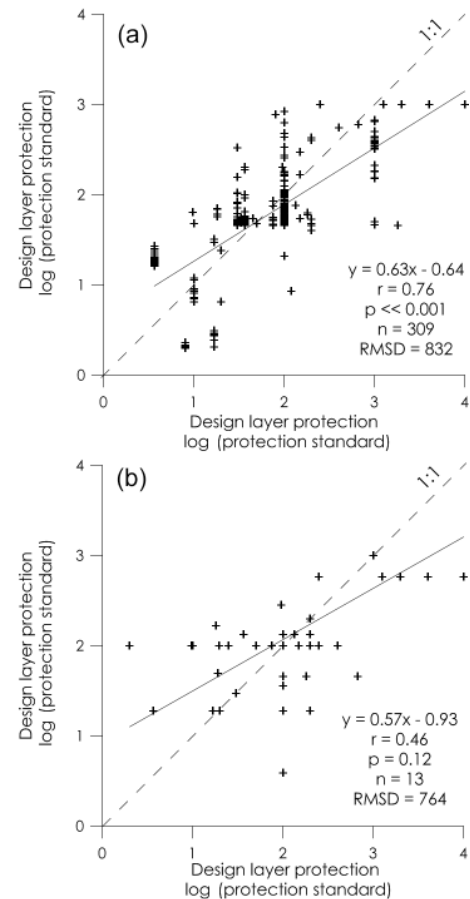 (a)
1:1
4
3
2
1
0
Design layer protection
log (protection standard)
y = 0.63x - 0.64
r = 0.76
p << 0.001
n = 309
RMSD = 832
0 1 2 3 4
Design layer protection
log (protection standard)
(b)
1:1
4
3
2
1
0
Design layer protection
log (protection standard)
y = 0.57x - 0.93
r = 0.46
p = 0.12
n = 13
RMSD = 764
0 1 2 3 4
Design layer protection
log (protection standard)